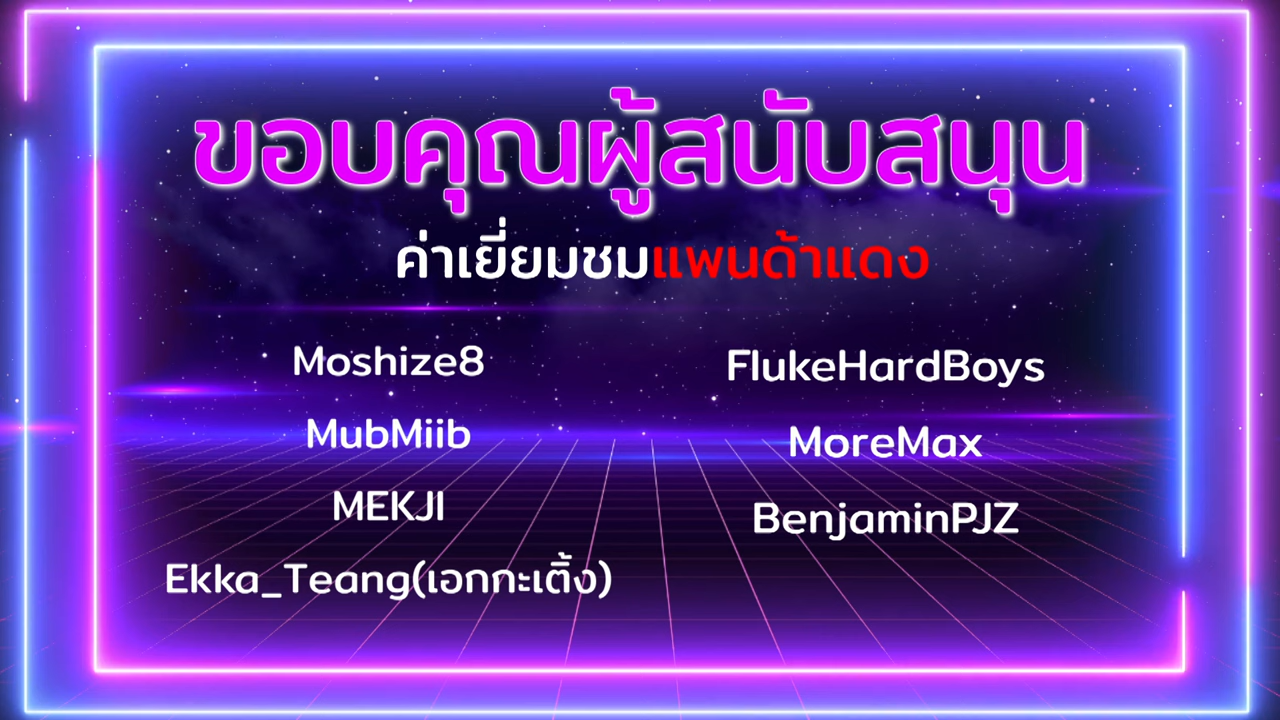 ขอบคุณผู้สนับสนุน
ค่าเยี่ยมชมแพนด้าแดง
Moshize8
MubMiib
MEKJI
Ekka_Teang(เอกกะเติ้ง)
FlukeHardBoys
MoreMax
BenjaminPJZ